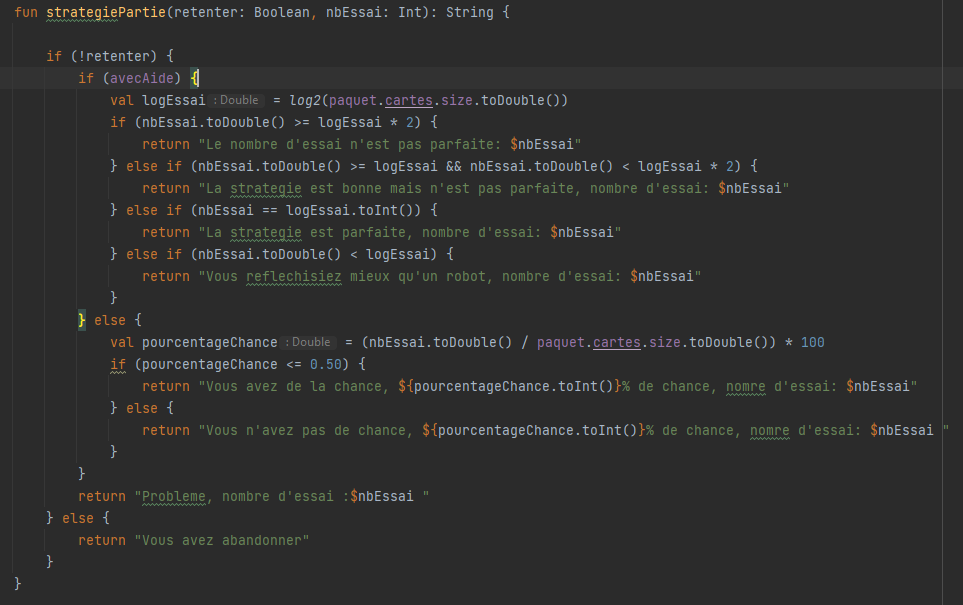 fun strategiePartie(retenter: Boolean, nbEssai: Int): String {
if (!retenter) {
if (avecAide) {
val logEssai : Double = log2(paquet.cartes.size.toDouble())
if (nbEssai.toDouble() >= logEssai * 2) {
return "Le nombre d'essai n'est pas parfaite: $nbEssai"
} else if (nbEssai.toDouble() >= logEssai && nbEssai.toDouble() < logEssai * 2) {
return "La strategie est bonne mais n'est pas parfaite, nombre d'essai: $nbEssai"
} else if (nbEssai == logEssai.toInt()) {
return "La strategie est parfaite, nombre d'essai: $nbEssai"
} else if (nbEssai.toDouble() < logEssai) {
return "Vous reflechisiez mieux qu'un robot, nombre d'essai: $nbEssai"
}
} else {
val pourcentageChance : Double = (nbEssai.toDouble() / paquet.cartes.size.toDouble()) * 100
if (pourcentageChance <= 0.50) {
return "Vous avez de la chance, ${pourcentageChance.toInt()}% de chance, nomre d'essai: $nbEssai"
} else {
return "Vous n'avez pas de chance, ${pourcentageChance.toInt()}% de chance, nomre d'essai: $nbEssai "
}
}
return "Probleme, nombre d'essai :$nbEssai "
} else {
return "Vous avez abandonner"
}
}